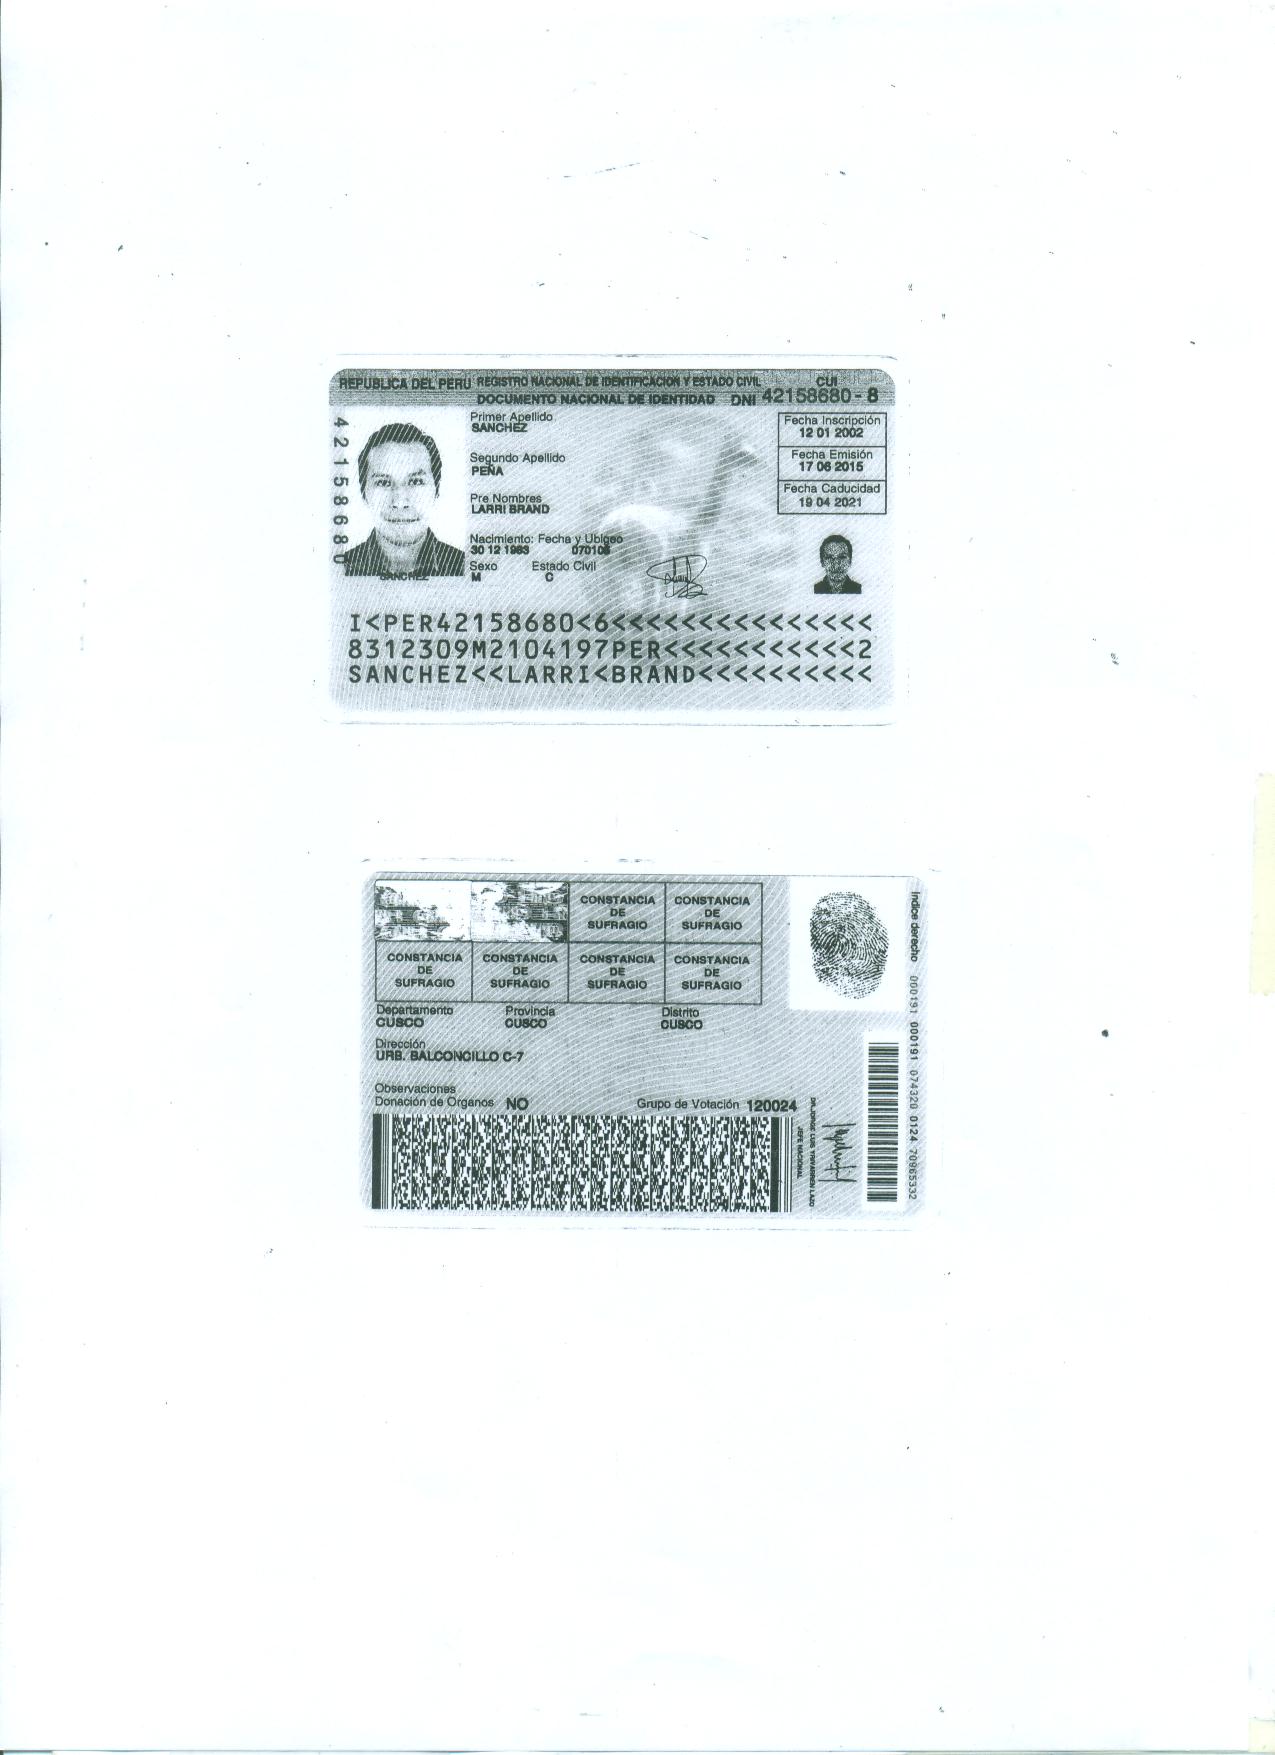 REPUBLICA DEL PERU REGISTRO NACIONAL DE IDENTIFICACION Y ESTADO CIVIL CUI
DOCUMENTO NACIONAL DE IDENTIDAD DNI 42158680 - 8
42158680
Primer Apellido
SANCHEZ
Segundo Apellido
PEÑA
Pre Nombres
LARRI BRAND
Nacimiento: Fecha y Ubigeo
30 12 1983 070106
Sexo Estado Civil
M C
Fecha Inscripción
12 01 2002
Fecha Emisión
17 06 2015
Fecha Caducidad
19 04 2021
SANCHEZ
I<PER42158680<6<<<<<<<<<<<<<<<
8312309M2104197PER<<<<<<<<<<<2
SANCHEZ<<LARRI<BRAND<<<<<<<<<<
CONSTANCIA DE SUFRAGIO
CONSTANCIA DE SUFRAGIO
CONSTANCIA DE SUFRAGIO
CONSTANCIA DE SUFRAGIO
CONSTANCIA DE SUFRAGIO
CONSTANCIA DE SUFRAGIO
Departamento Provincia Distrito
CUSCO CUSCO CUSCO
Dirección
URB. BALCONCILLO C-7
Observaciones
Donación de Organos NO Grupo de Votación 120024
Indice derecho 000191 000191 074320 0124 70965332
JEFE NACIONAL